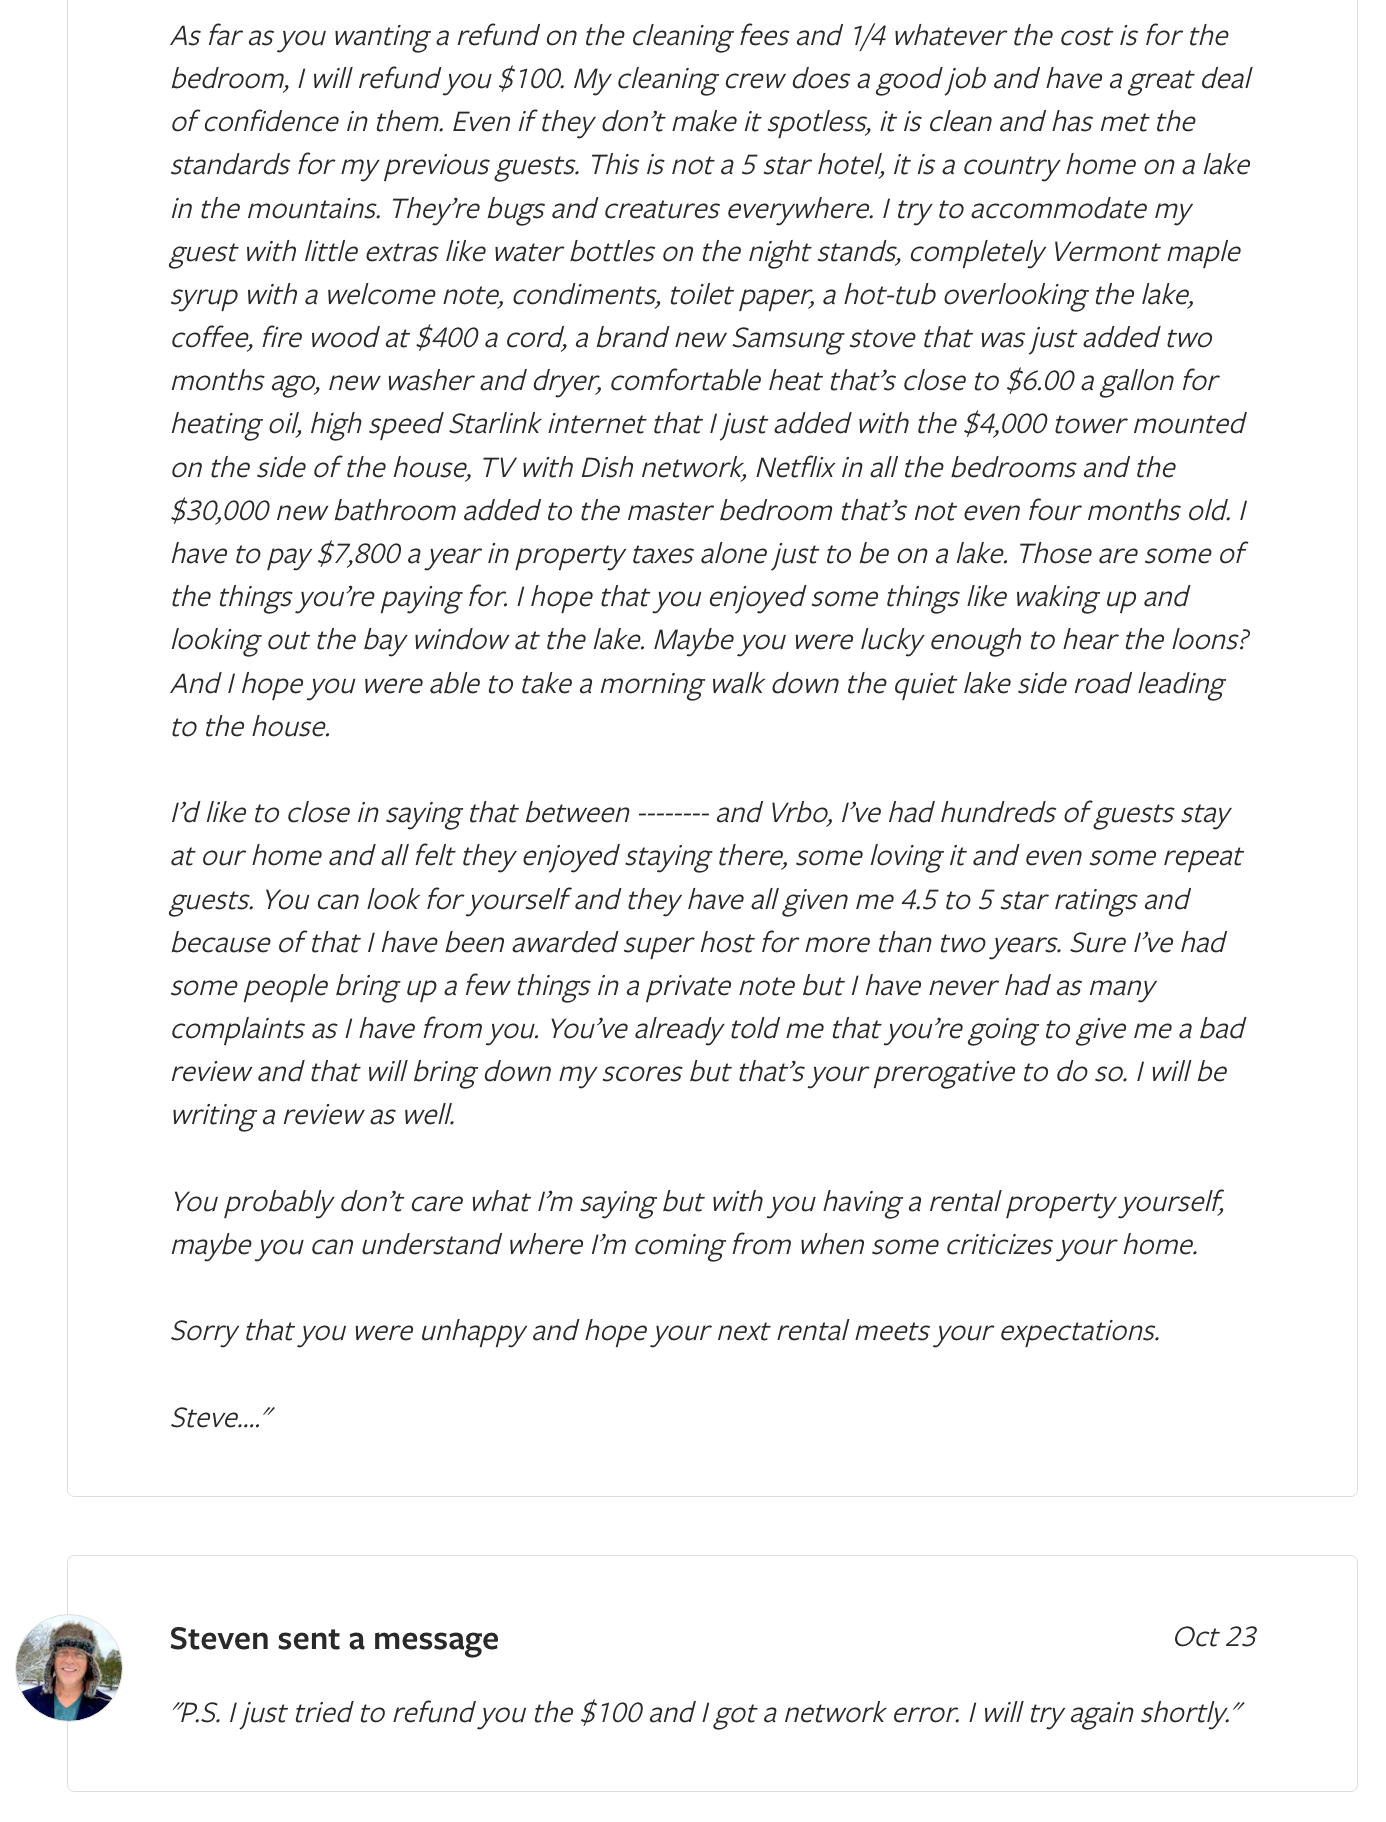 As far as you wanting a refund on the cleaning fees and 1/4 whatever the cost is for the
bedroom, I will refund you $100. My cleaning crew does a good job and have a great deal
of confidence in them. Even if they don’t make it spotless, it is clean and has met the
standards for my previous guests. This is not a 5 star hotel, it is a country home on a lake
in the mountains. They’re bugs and creatures everywhere. I try to accommodate my
guest with little extras like water bottles on the night stands, completely Vermont maple
syrup with a welcome note, condiments, toilet paper, a hot-tub overlooking the lake,
coffee, fire wood at $400 a cord, a brand new Samsung stove that was just added two
months ago, new washer and dryer, comfortable heat that’s close to $6.00 a gallon for
heating oil, high speed Starlink internet that I just added with the $4,000 tower mounted
on the side of the house, TV with Dish network, Netflix in all the bedrooms and the
$30,000 new bathroom added to the master bedroom that’s not even four months old. I
have to pay $7,800 a year in property taxes alone just to be on a lake. Those are some of
the things you’re paying for. I hope that you enjoyed some things like waking up and
looking out the bay window at the lake. Maybe you were lucky enough to hear the loons?
And I hope you were able to take a morning walk down the quiet lake side road leading
to the house.
I’d like to close in saying that between -------- and Vrbo, I’ve had hundreds of guests stay
at our home and all felt they enjoyed staying there, some loving it and even some repeat
guests. You can look for yourself and they have all given me 4.5 to 5 star ratings and
because of that I have been awarded super host for more than two years. Sure I’ve had
some people bring up a few things in a private note but I have never had as many
complaints as I have from you. You’ve already told me that you’re going to give me a bad
review and that will bring down my scores but that’s your prerogative to do so. I will be
writing a review as well.
You probably don’t care what I’m saying but with you having a rental property yourself,
maybe you can understand where I’m coming from when some criticizes your home.
Sorry that you were unhappy and hope your next rental meets your expectations.
Steve...."
Steven sent a message
Oct 23
"P.S. I just tried to refund you the $100 and I got a network error. I will try again shortly."